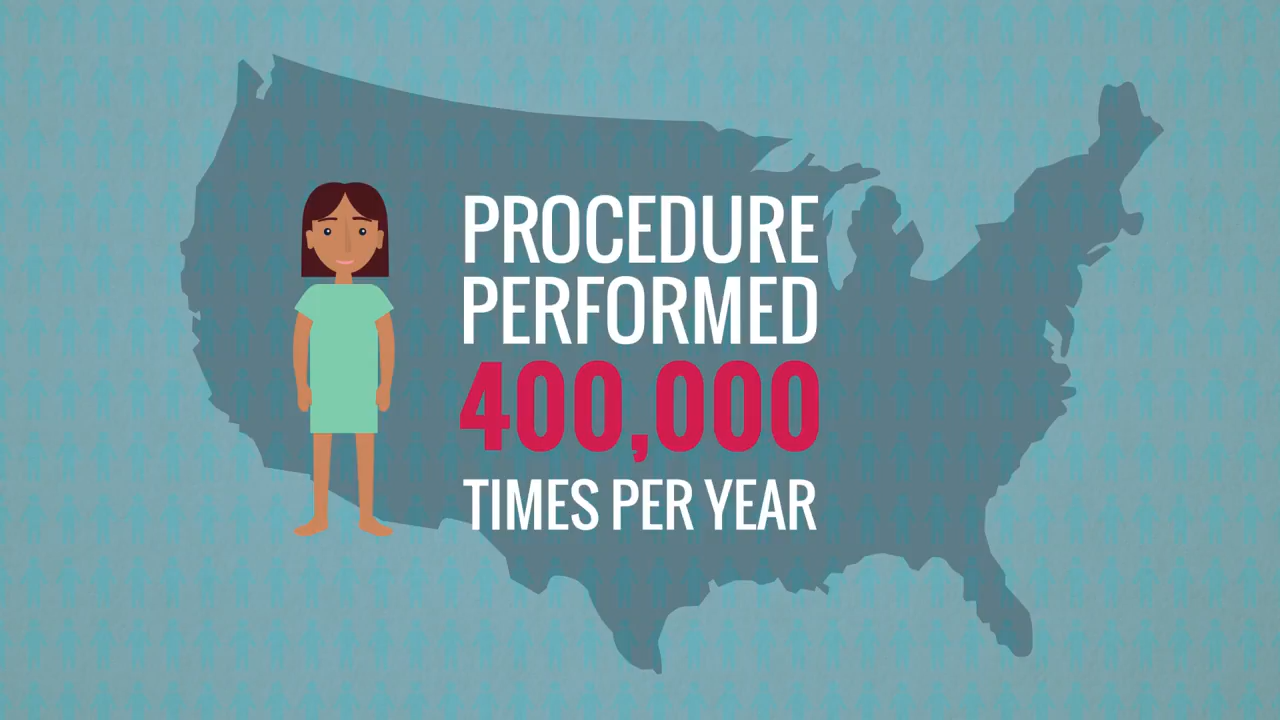 PROCEDURE
PERFORMED
400,000
TIMES PER YEAR